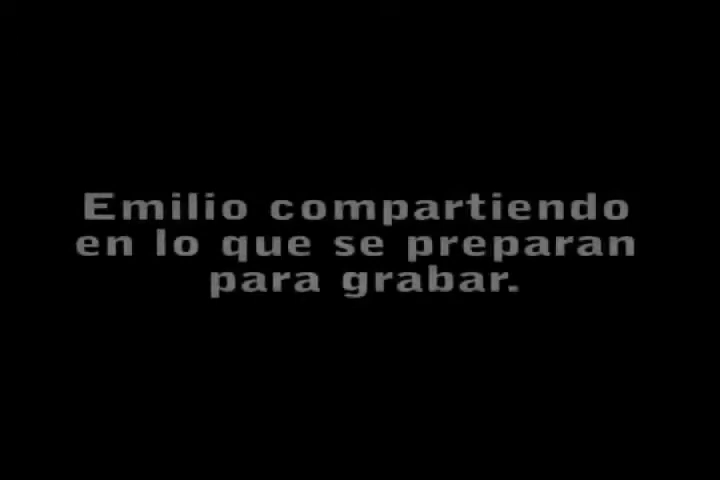 Emilio compartiendo
en lo que se preparan
para grabar.